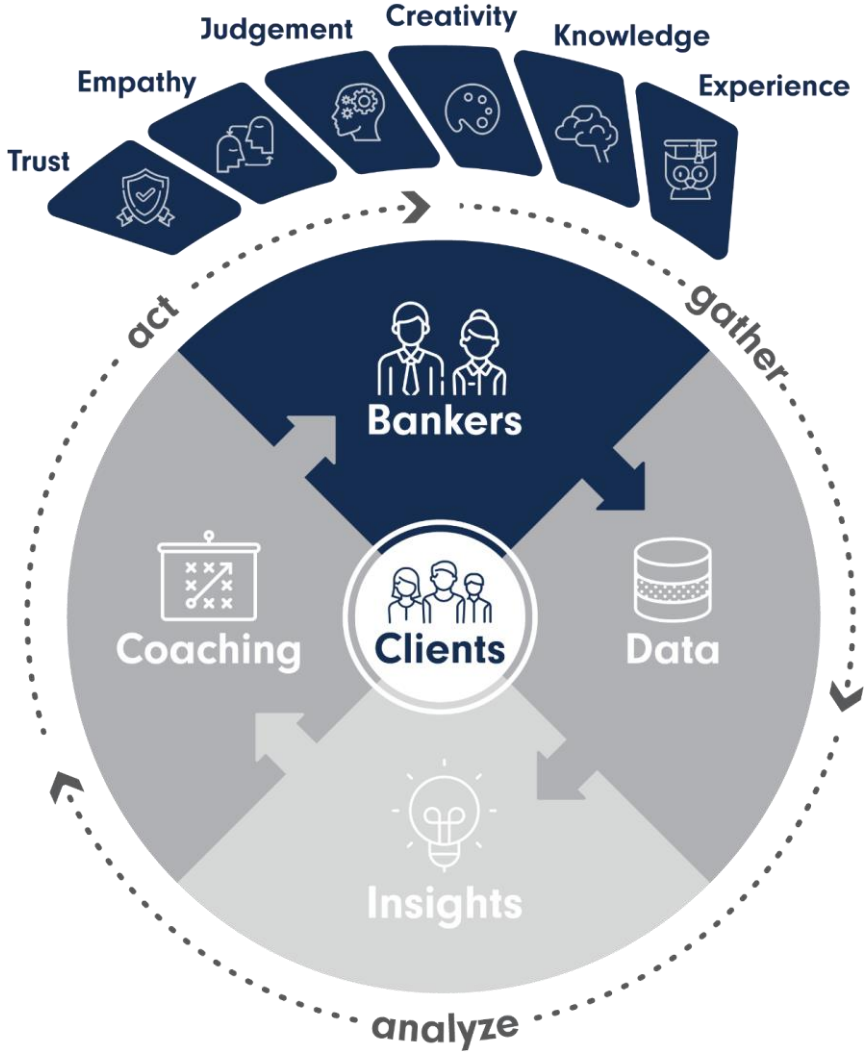 Creativity
Judgement
Knowledge
Empathy
Experience
Trust
act
gather
Bankers
Coaching
Clients
Data
Insights
analyze